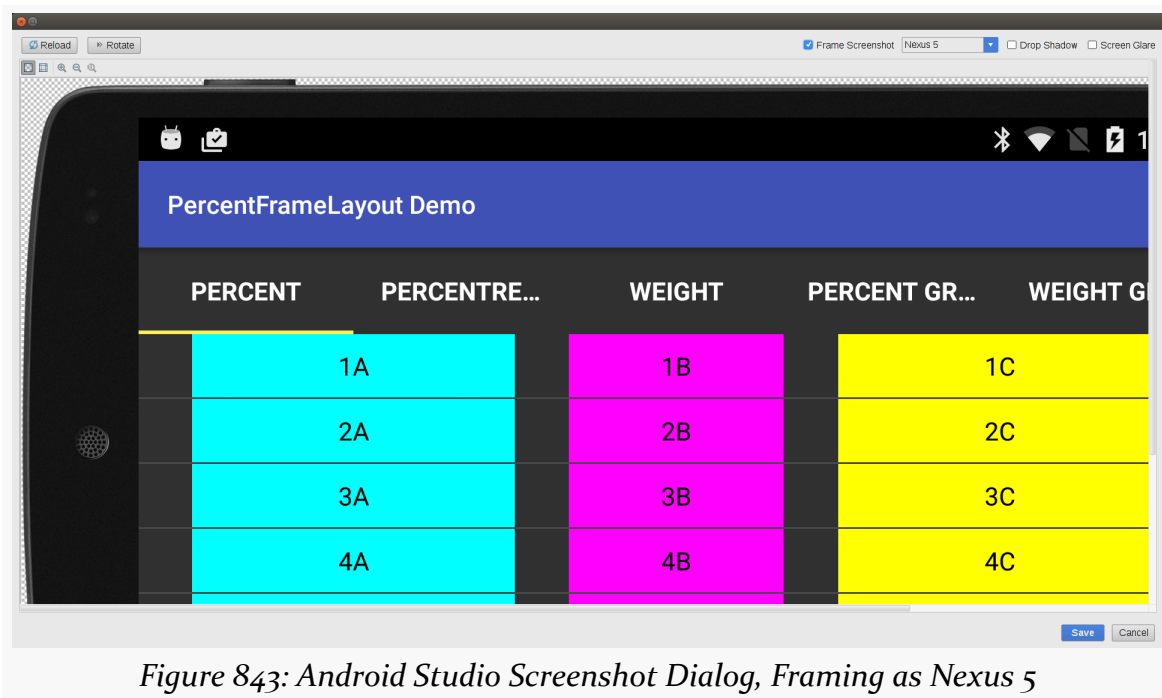 Reload Rotate Frame Screenshot Nexus 5 Drop Shadow Screen Glare
1
PercentFrameLayout Demo
PERCENT PERCENTRE... WEIGHT PERCENT GR... WEIGHT G
1A 1B 1C
2A 2B 2C
3A 3B 3C
4A 4B 4C
Save Cancel
Figure 843: Android Studio Screenshot Dialog, Framing as Nexus 5